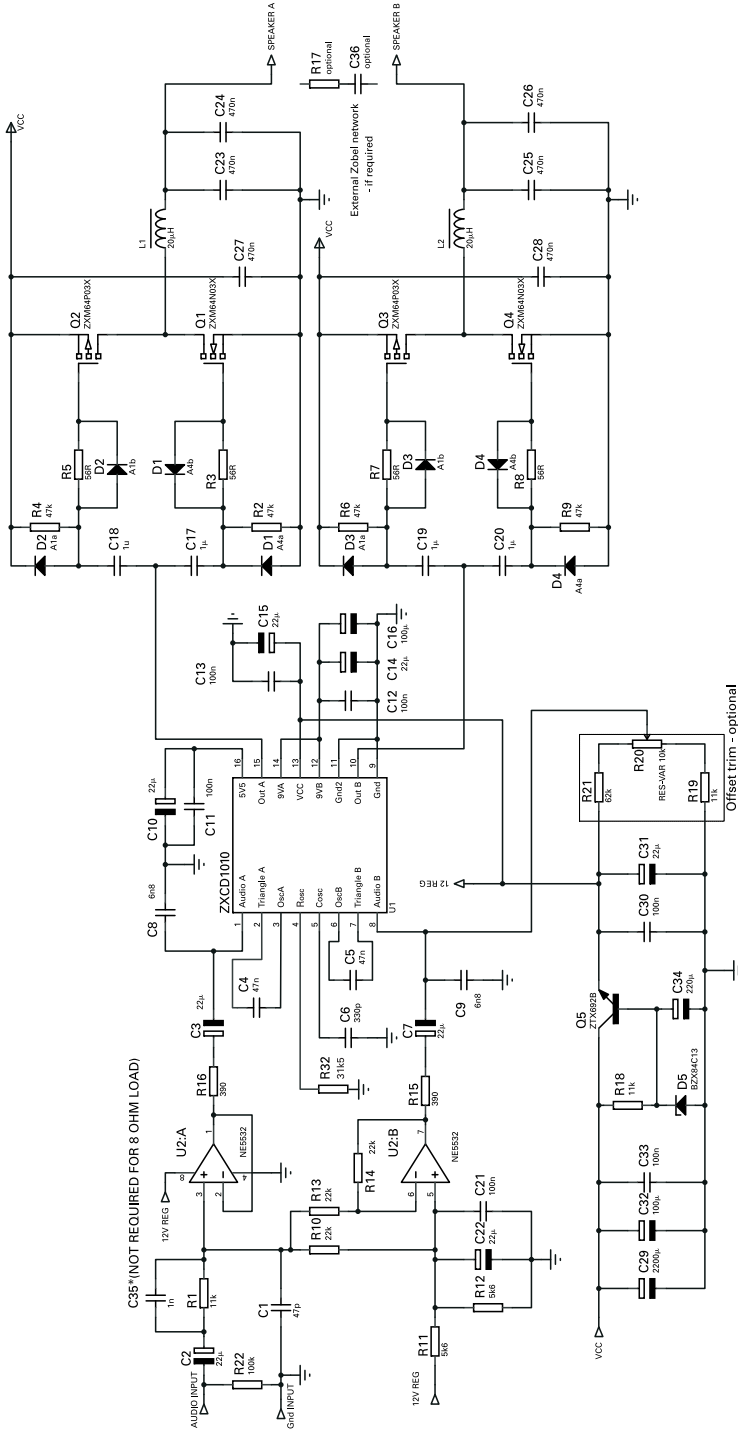 C35*(NOT REQUIRED FOR 8 OHM LOAD)
AUDIO INPUT
Gnd INPUT
C2
22µ
R22
100k
R1
11k
1n
C1
47p
12V REG
U2:A
NE5532
8
3
2
1
4
R16
390
C3
22µ
R13
22k
R10
22k
R14
22k
U2:B
NE5532
6
5
7
R15
390
C7
22µ
C9
6n8
12V REG
R11
5k6
R12
5k6
C22
22µ
C21
100n
C8
6n8
C10
22µ
C11
100n
C4
47n
R32
31k5
C6
330p
C5
47n
ZXCD1010
U1
1
Audio A
2
Triangle A
3
OscA
4
Rosc
5
Cosc
6
OscB
7
Triangle B
8
Audio B
5V5
16
Out A
15
9VA
14
VCC
13
9VB
12
Gnd2
11
Out B
10
Gnd
9
12 REG
C13
100n
C15
22µ
C12
100n
C14
22µ
C16
100µ
VCC
D2
A1a
R4
47k
C18
1u
C17
1µ
D1
A4a
R2
47k
R5
56R
D2
A1b
D1
A4b
R3
56R
Q2
ZXM64P03X
Q1
ZXM64N03X
C27
470n
L1
20µH
C23
470n
C24
470n
SPEAKER A
R17
optional
C36
optional
External Zobel network
- if required
SPEAKER B
VCC
D3
A1a
R6
47k
C19
1µ
C20
1µ
D4
A4a
R9
47k
R7
56R
D3
A1b
D4
A4b
R8
56R
Q3
ZXM64P03X
Q4
ZXM64N03X
C28
470n
L2
20µH
C25
470n
C26
470n
VCC
C29
2200µ
C32
100µ
C33
100n
R18
11k
D5
BZX84C13
Q5
ZTX692B
C34
220µ
C30
100n
C31
22µ
R21
62k
R20
RES-VAR 10k
R19
11k
Offset trim - optional